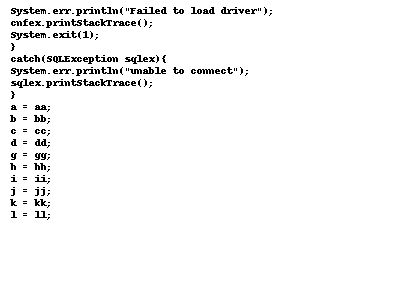 System.err.println("Failed to load driver");
cnfex.printStackTrace();
System.exit(1);
}
catch(SQLException sqlex){
System.err.println("unable to connect");
sqlex.printStackTrace();
}
a = aa;
b = bb;
c = cc;
d = dd;
g = gg;
h = hh;
i = ii;
j = jj;
k = kk;
l = ll;